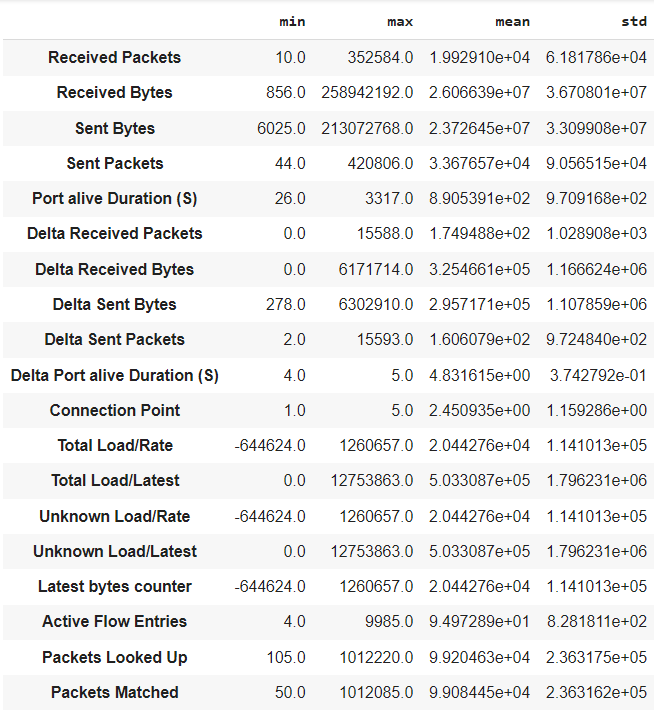 min max mean std
Received Packets 10.0 352584.0 1.992910e+04 6.181786e+04
Received Bytes 856.0 258942192.0 2.606639e+07 3.670801e+07
Sent Bytes 6025.0 213072768.0 2.372645e+07 3.309908e+07
Sent Packets 44.0 420806.0 3.367657e+04 9.056515e+04
Port alive Duration (S) 26.0 3317.0 8.905391e+02 9.709168e+02
Delta Received Packets 0.0 15588.0 1.749488e+02 1.028908e+03
Delta Received Bytes 0.0 6171714.0 3.254661e+05 1.166624e+06
Delta Sent Bytes 278.0 6302910.0 2.957171e+05 1.107859e+06
Delta Sent Packets 2.0 15593.0 1.606079e+02 9.724840e+02
Delta Port alive Duration (S) 4.0 5.0 4.831615e+00 3.742792e-01
Connection Point 1.0 5.0 2.450935e+00 1.159286e+00
Total Load/Rate -644624.0 1260657.0 2.044276e+04 1.141013e+05
Total Load/Latest 0.0 12753863.0 5.033087e+05 1.796231e+06
Unknown Load/Rate -644624.0 1260657.0 2.044276e+04 1.141013e+05
Unknown Load/Latest 0.0 12753863.0 5.033087e+05 1.796231e+06
Latest bytes counter -644624.0 1260657.0 2.044276e+04 1.141013e+05
Active Flow Entries 4.0 9985.0 9.497289e+01 8.281811e+02
Packets Looked Up 105.0 1012220.0 9.920463e+04 2.363175e+05
Packets Matched 50.0 1012085.0 9.908445e+04 2.363162e+05